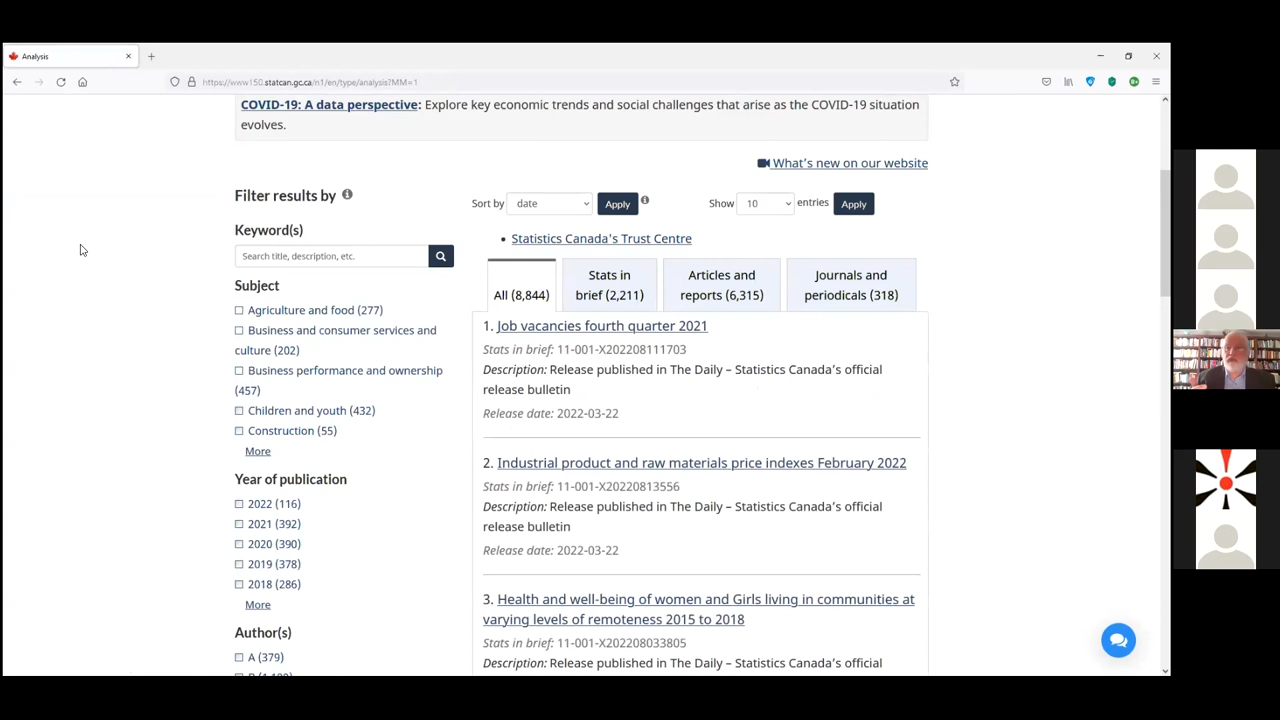 Analysis
https://www150.statcan.gc.ca/n1/en/type/analysis?MM=1
COVID-19: A data perspective: Explore key economic trends and social challenges that arise as the COVID-19 situation
evolves.
What's new on our website
Filter results by
Sort by date Apply Show 10 entries Apply
Keyword(s)
Search title, description, etc.
Subject
Agriculture and food (277)
Business and consumer services and
culture (202)
Business performance and ownership
(457)
Children and youth (432)
Construction (55)
More
Year of publication
2022 (116)
2021 (392)
2020 (390)
2019 (378)
2018 (286)
More
Author(s)
A (379)
Statistics Canada's Trust Centre
All (8,844)
Stats in
brief (2,211)
Articles and
reports (6,315)
Journals and
periodicals (318)
1. Job vacancies fourth quarter 2021
Stats in brief: 11-001-X202208111703
Description: Release published in The Daily – Statistics Canada's official
release bulletin
Release date: 2022-03-22
2. Industrial product and raw materials price indexes February 2022
Stats in brief: 11-001-X20220813556
Description: Release published in The Daily – Statistics Canada's official
release bulletin
Release date: 2022-03-22
3. Health and well-being of women and Girls living in communities at
varying levels of remoteness 2015 to 2018
Stats in brief: 11-001-X202208033805
Description: Release published in The Daily – Statistics Canada's official